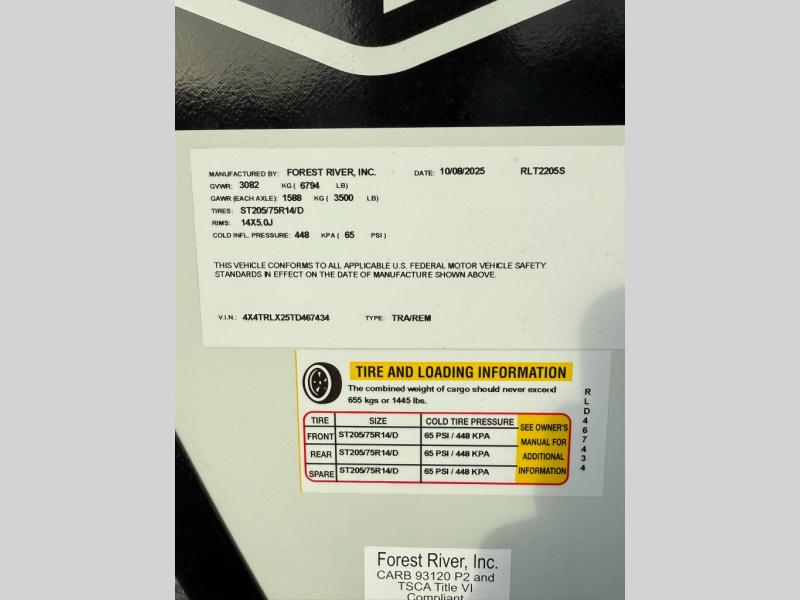 MANUFACTURED BY: FOREST RIVER, INC. DATE: 10/08/2025 RLT2205S
GVWR: 3082 KG ( 6794 LB)
GAWR (EACH AXLE): 1588 KG ( 3500 LB)
TIRES: ST205/75R14/D
RIMS: 14X5.0J
COLD INFL. PRESSURE: 448 KPA ( 65 PSI )
THIS VEHICLE CONFORMS TO ALL APPLICABLE U.S. FEDERAL MOTOR VEHICLE SAFETY
STANDARDS IN EFFECT ON THE DATE OF MANUFACTURE SHOWN ABOVE.
V.I.N.: 4X4TRLX25TD467434 TYPE: TRA/REM
TIRE AND LOADING INFORMATION
The combined weight of cargo should never exceed
655 kgs or 1445 lbs.
TIRE SIZE COLD TIRE PRESSURE
FRONT ST205/75R14/D 65 PSI / 448 KPA
REAR ST205/75R14/D 65 PSI / 448 KPA
SPARE ST205/75R14/D 65 PSI / 448 KPA
SEE OWNER'S
MANUAL FOR
ADDITIONAL
INFORMATION
RLD467434
Forest River, Inc.
CARB 93120 P2 and
TSCA Title VI
Compliant